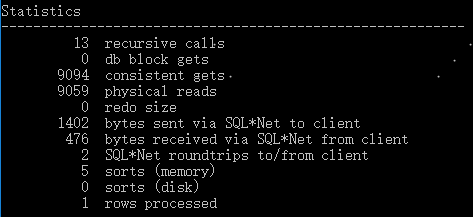 Statistics
----------------------------------------------------------
13 recursive calls
0 db block gets
9094 consistent gets
9059 physical reads
0 redo size
1402 bytes sent via SQL*Net to client
476 bytes received via SQL*Net from client
2 SQL*Net roundtrips to/from client
5 sorts (memory)
0 sorts (disk)
1 rows processed